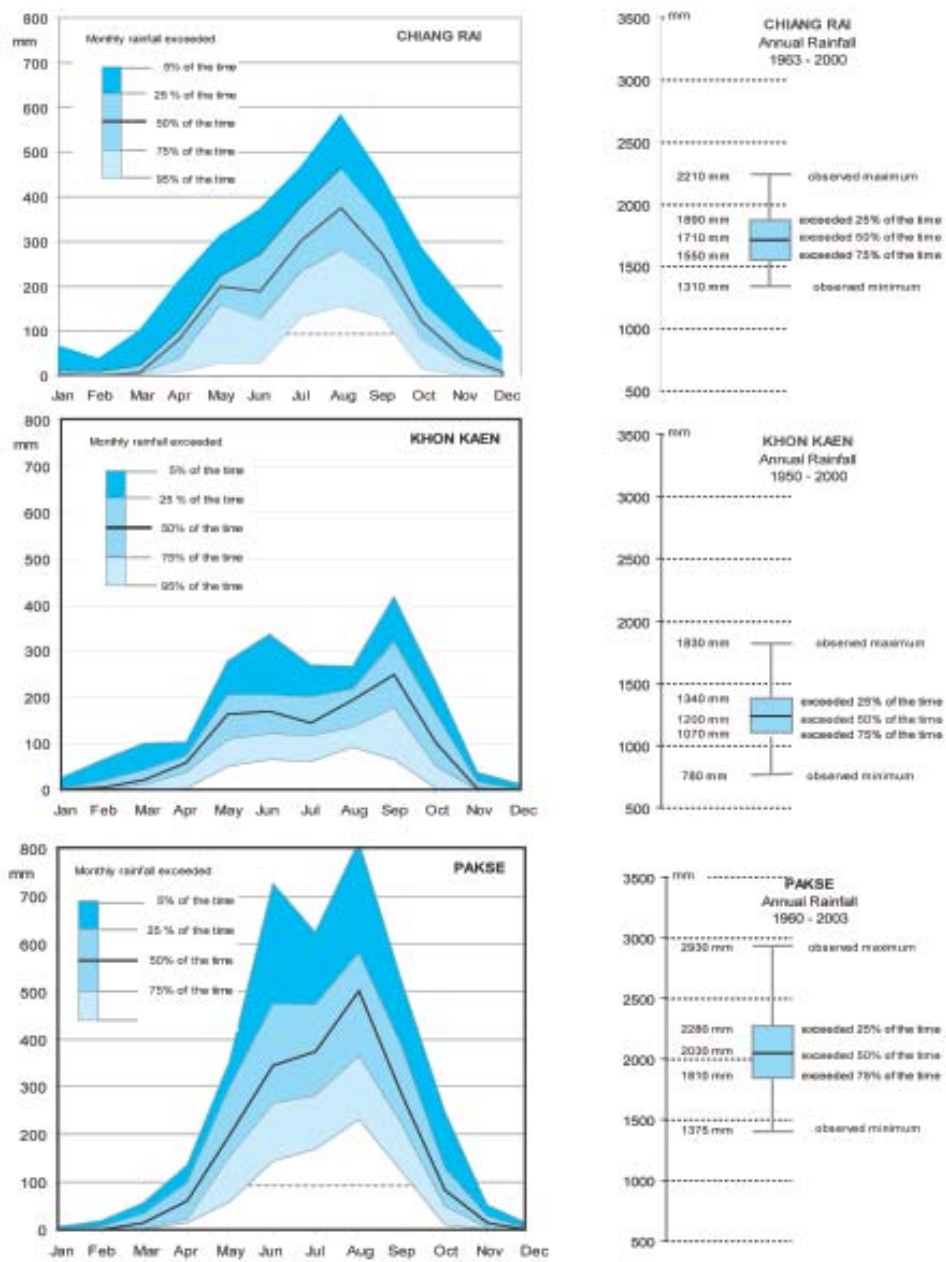 800
mm
700
600
500
400
300
200
100
0
Monthly rainfall exceeded
CHIANG RAI
5% of the time
25 % of the time
50% of the time
75% of the time
95% of the time
Jan Feb Mar Apr May Jun Jul Aug Sep Oct Nov Dec
3500 mm
CHIANG RAI
Annual Rainfall
1963 - 2000
3000
2500
2210 mm observed maximum
2000
1890 mm exceeded 25% of the time
1710 mm exceeded 50% of the time
1550 mm exceeded 75% of the time
1500
1310 mm observed minimum
1000
500
800
mm
700
600
500
400
300
200
100
0
Monthly rainfall exceeded
KHON KAEN
5% of the time
25 % of the time
50% of the time
75% of the time
95% of the time
Jan Feb Mar Apr May Jun Jul Aug Sep Oct Nov Dec
3500 mm
KHON KAEN
Annual Rainfall
1950 - 2000
3000
2500
2000
1830 mm observed maximum
1500
1340 mm exceeded 25% of the time
1200 mm exceeded 50% of the time
1070 mm exceeded 75% of the time
1000
780 mm observed minimum
500
800
mm
700
600
500
400
300
200
100
0
Monthly rainfall exceeded
PAKSE
5% of the time
25 % of the time
50% of the time
75% of the time
Jan Feb Mar Apr May Jun Jul Aug Sep Oct Nov Dec
3500 mm
PAKSE
Annual Rainfall
1960 - 2003
3000
2930 mm observed maximum
2500
2280 mm exceeded 25% of the time
2030 mm exceeded 50% of the time
2000
1810 mm exceeded 75% of the time
1500
1375 mm observed minimum
1000
500